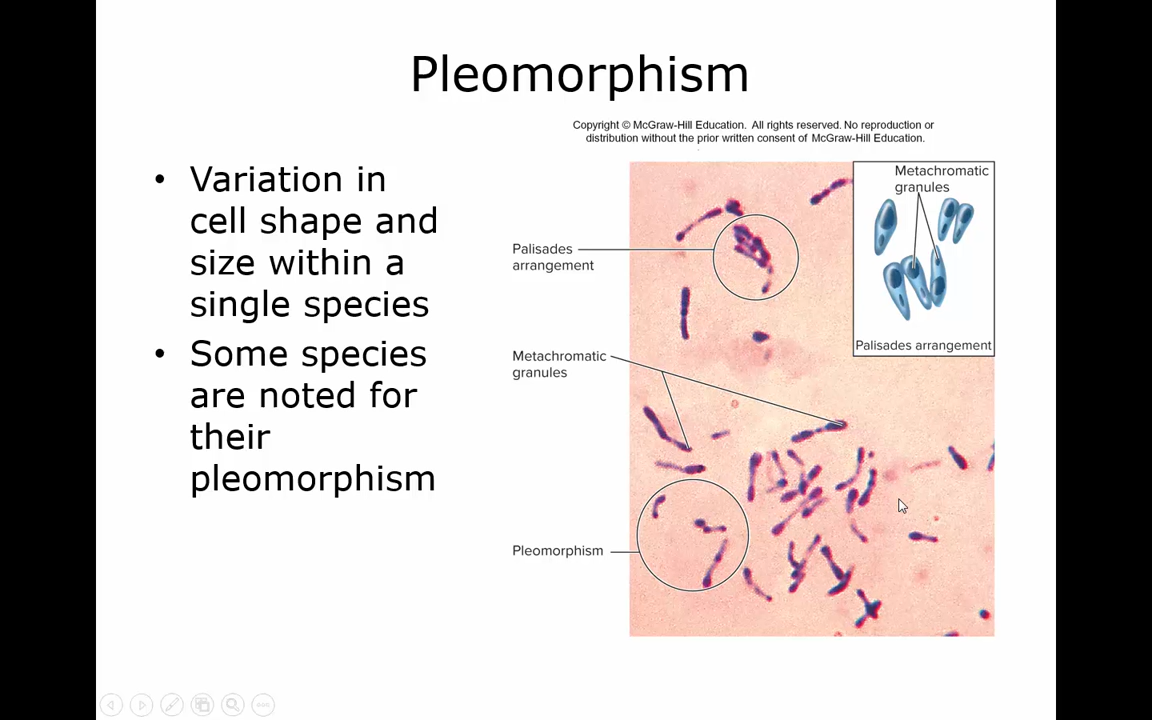 Pleomorphism
Copyright © McGraw-Hill Education. All rights reserved. No reproduction or
distribution without the prior written consent of McGraw-Hill Education.
• Variation in
cell shape and
size within a
single species
• Some species
are noted for
their
pleomorphism
Palisades
arrangement
Metachromatic
granules
Pleomorphism
Metachromatic
granules
Palisades arrangement